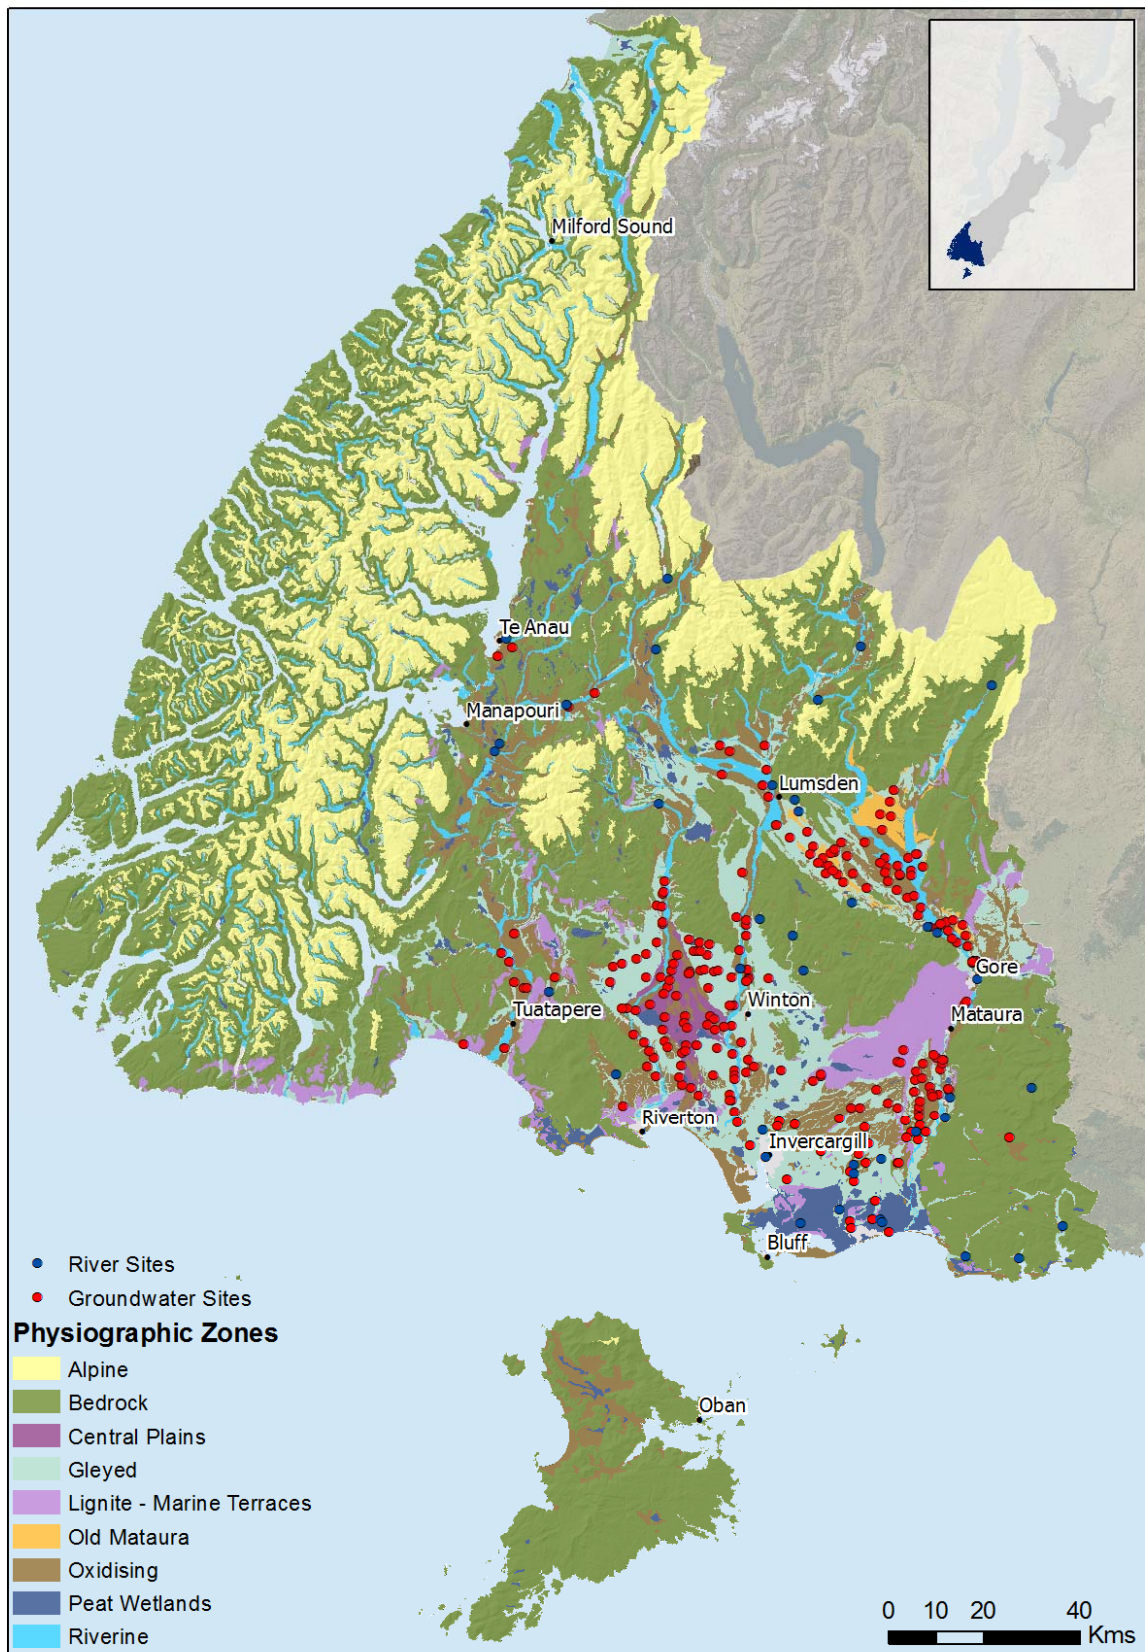 Milford Sound
Te Anau
Manapouri
Lumsden
Gore
Tuatapere
Winton
Mataura
Riverton
Invercargill
Bluff
River Sites
Groundwater Sites
Physiographic Zones
Alpine
Bedrock
Central Plains
Gleyed
Lignite - Marine Terraces
Old Mataura
Oxidising
Peat Wetlands
Riverine
Oban
0 10 20 40
Kms